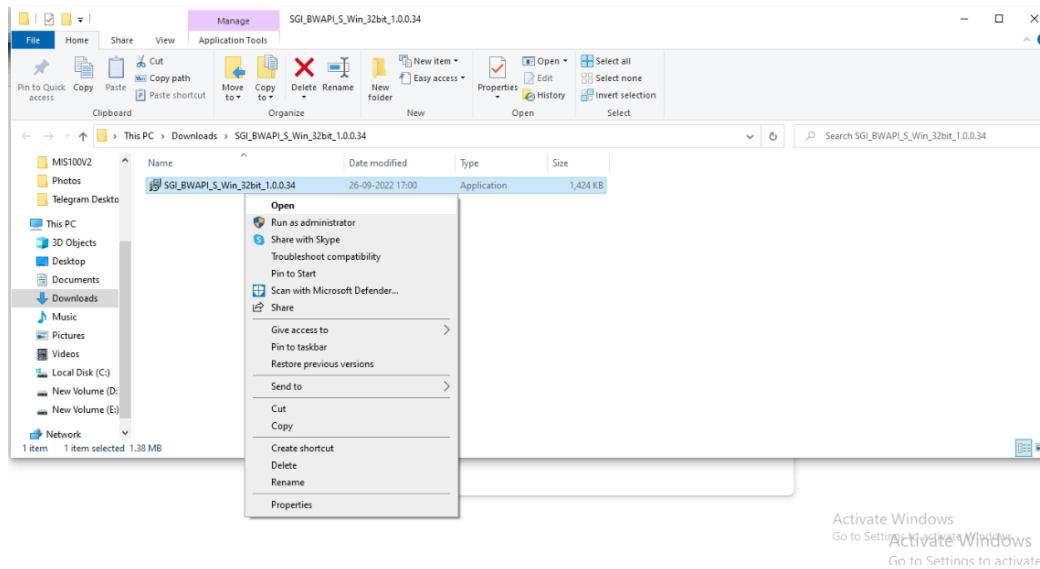 Manage SGI_BWAPI_S_Win_32bit_1.0.0.34
File Home Share View Application Tools
Pin to Quick access
Copy
Paste
Cut
Copy path
Paste shortcut
Clipboard
Move to
Copy to
Delete
Rename
Organize
New folder
New item
Easy access
New
Properties
Open
Edit
History
Open
Select all
Select none
Invert selection
Select
This PC > Downloads > SGI_BWAPI_S_Win_32bit_1.0.0.34
Search SGI_BWAPI_S_Win_32bit_1.0.0.34
Name Date modified Type Size
SGI_BWAPI_S_Win_32bit_1.0.0.34 26-09-2022 17:00 Application 1,424 KB
MIS100V2
Photos
Telegram Deskto
This PC
3D Objects
Desktop
Documents
Downloads
Music
Pictures
Videos
Local Disk (C:)
New Volume (D:
New Volume (E:)
Network
1 item 1 item selected 1.38 MB
Open
Run as administrator
Share with Skype
Troubleshoot compatibility
Pin to Start
Scan with Microsoft Defender...
Share
Give access to
Pin to taskbar
Restore previous versions
Send to
Cut
Copy
Create shortcut
Delete
Rename
Properties
Activate Windows
Go to Settings to activate Windows.
Activate Windows
Go to Settings to activate